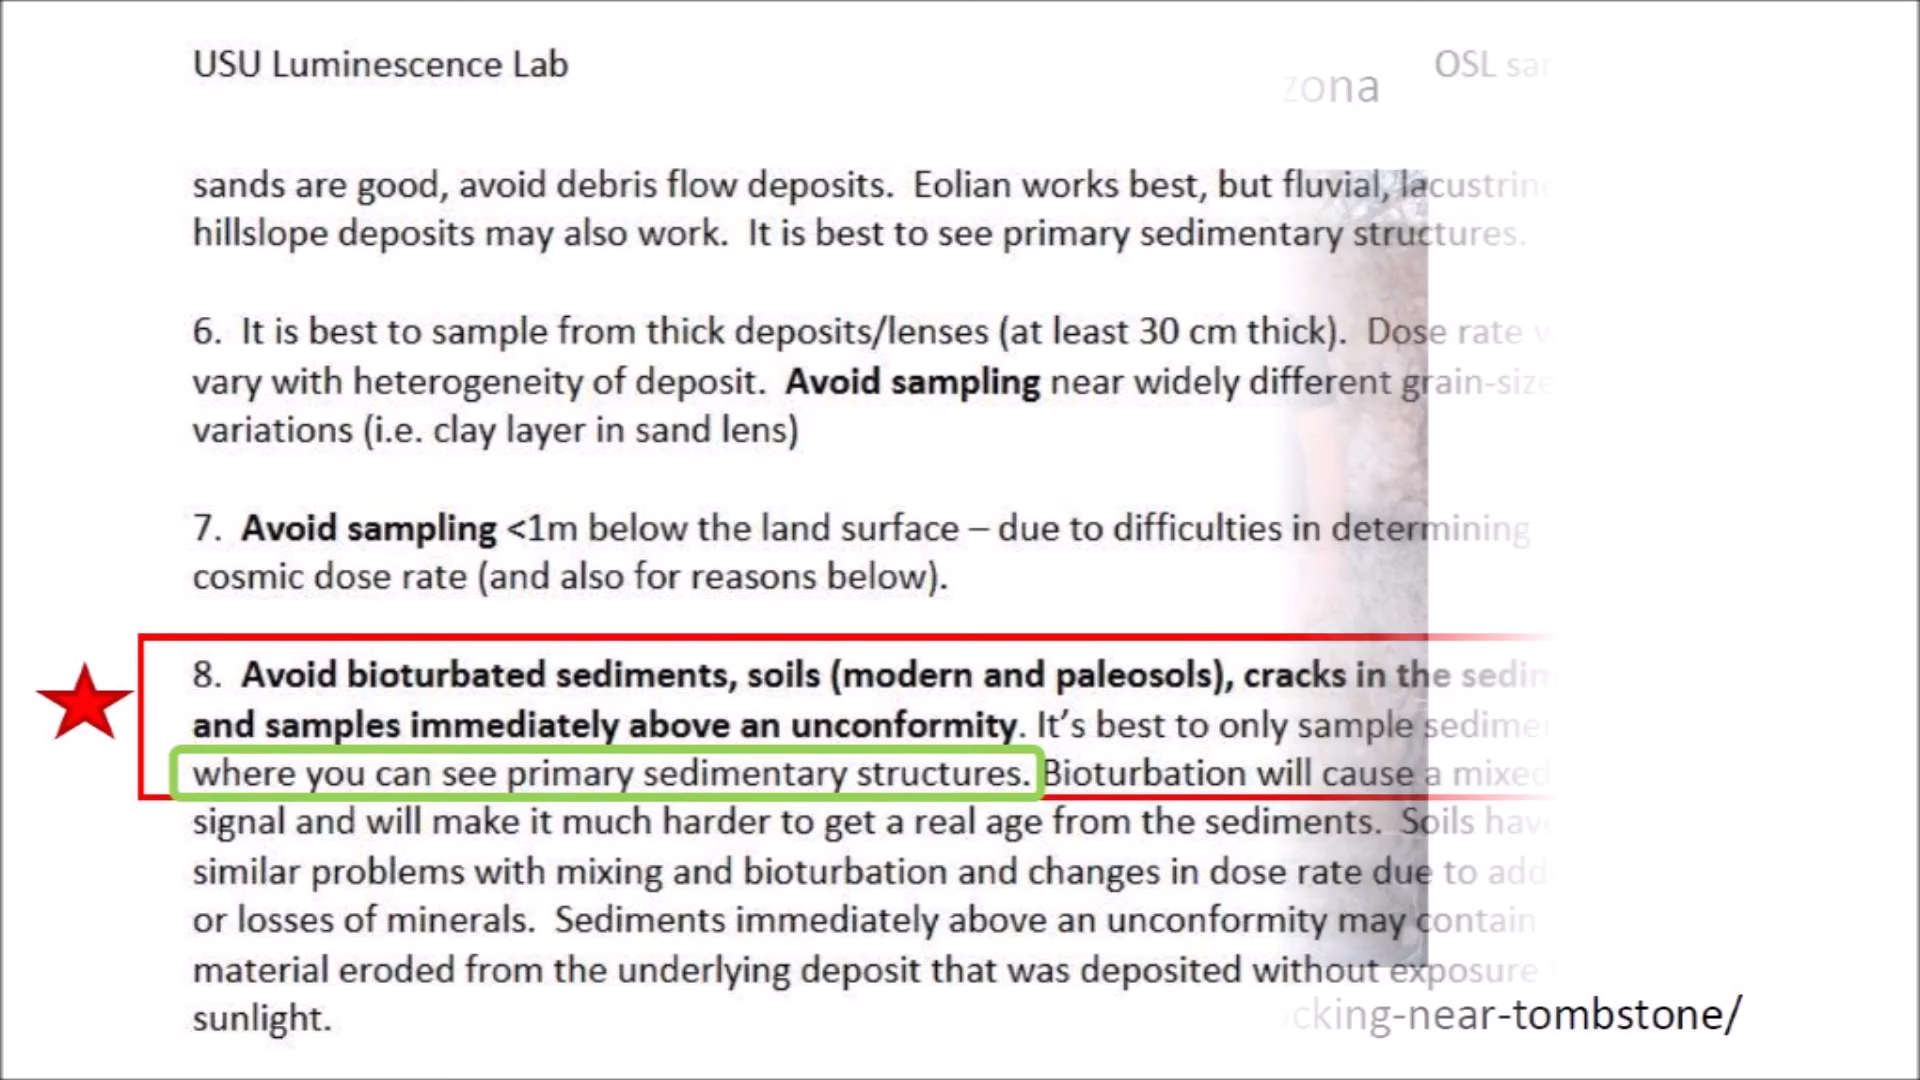 USU Luminescence Lab
OSL
zona
sands are good, avoid debris flow deposits. Eolian works best, but fluvial, lacustrine
hillslope deposits may also work. It is best to see primary sedimentary structures.
6. It is best to sample from thick deposits/lenses (at least 30 cm thick). Dose rate
vary with heterogeneity of deposit. Avoid sampling near widely different grain-size
variations (i.e. clay layer in sand lens)
7. Avoid sampling <1m below the land surface – due to difficulties in determining
cosmic dose rate (and also for reasons below).
8. Avoid bioturbated sediments, soils (modern and paleosols), cracks in the
and samples immediately above an unconformity. It's best to only sample
where you can see primary sedimentary structures. Bioturbation will cause a mixed
signal and will make it much harder to get a real age from the sediments. Soils have
similar problems with mixing and bioturbation and changes in dose rate due to
or losses of minerals. Sediments immediately above an unconformity may contain
material eroded from the underlying deposit that was deposited without exposure
sunlight.
cking-near-tombstone/